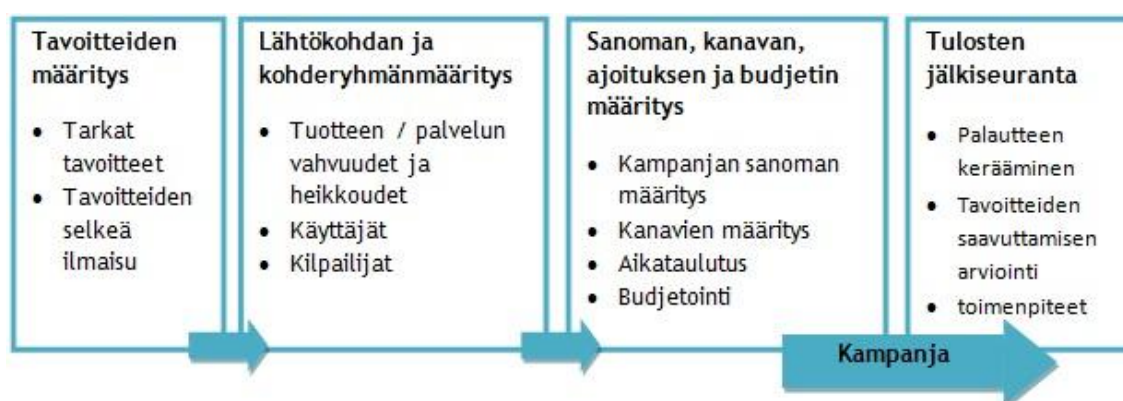 Tavoitteiden
määritys
• Tarkat
tavoitteet
• Tavoitteiden
selkeä
ilmaisu
Lähtökohdan ja
kohderyhmänmääritys
• Tuotteen / palvelun
vahvuudet ja
heikkoudet
• Käyttäjät
• Kilpailijat
Sanoman, kanavan,
ajoituksen ja budjetin
määritys
• Kampanjan sanoman
määritys
• Kanavien määritys
• Aikataulutus
• Budjetointi
Tulosten
jälkiseuranta
• Palautteen
kerääminen
• Tavoitteiden
saavuttamisen
arviointi
• toimenpiteet
Kampanja